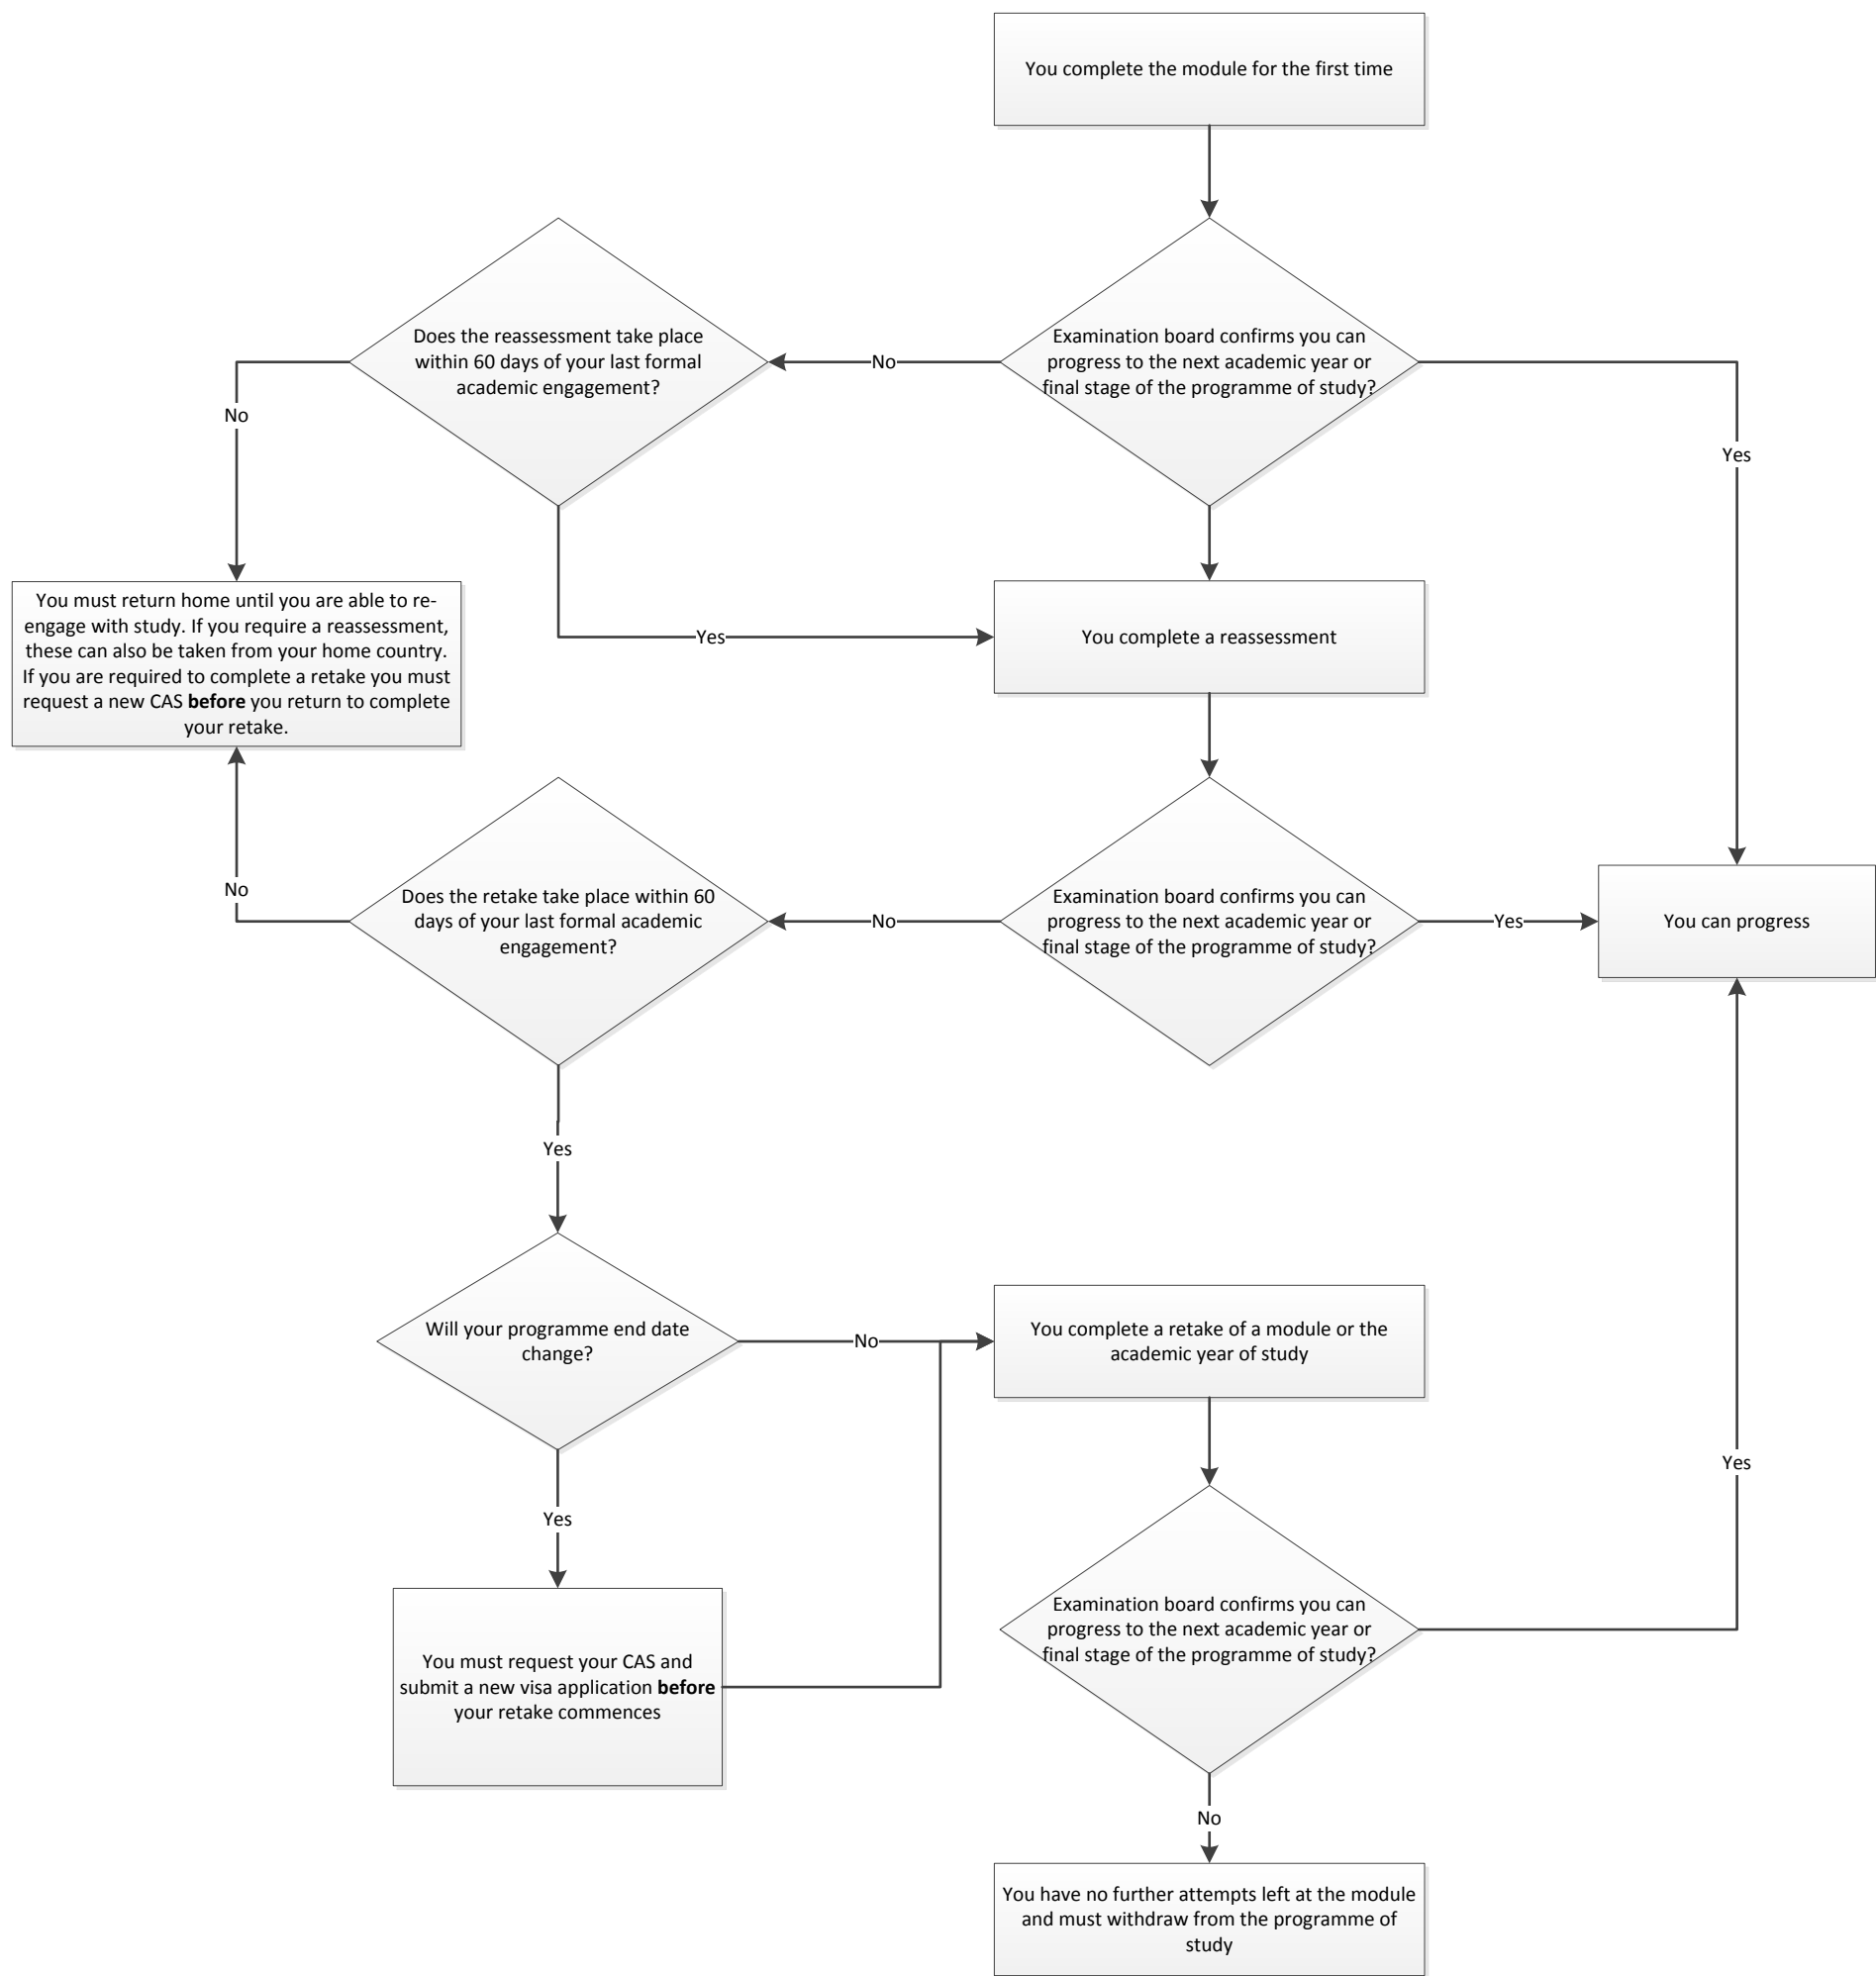 You complete the module for the first time
Does the reassessment take place
within 60 days of your last formal
academic engagement?
No
Examination board confirms you can
progress to the next academic year or
final stage of the programme of study?
No
Yes
You must return home until you are able to re-
engage with study. If you require a reassessment,
these can also be taken from your home country.
If you are required to complete a retake you must
request a new CAS before you return to complete
your retake.
Yes
You complete a reassessment
No
Does the retake take place within 60
days of your last formal academic
engagement?
No
Examination board confirms you can
progress to the next academic year or
final stage of the programme of study?
Yes
You can progress
Yes
Will your programme end date
change?
No
You complete a retake of a module or the
academic year of study
Yes
Yes
You must request your CAS and
submit a new visa application before
your retake commences
Examination board confirms you can
progress to the next academic year or
final stage of the programme of study?
No
You have no further attempts left at the module
and must withdraw from the programme of
study